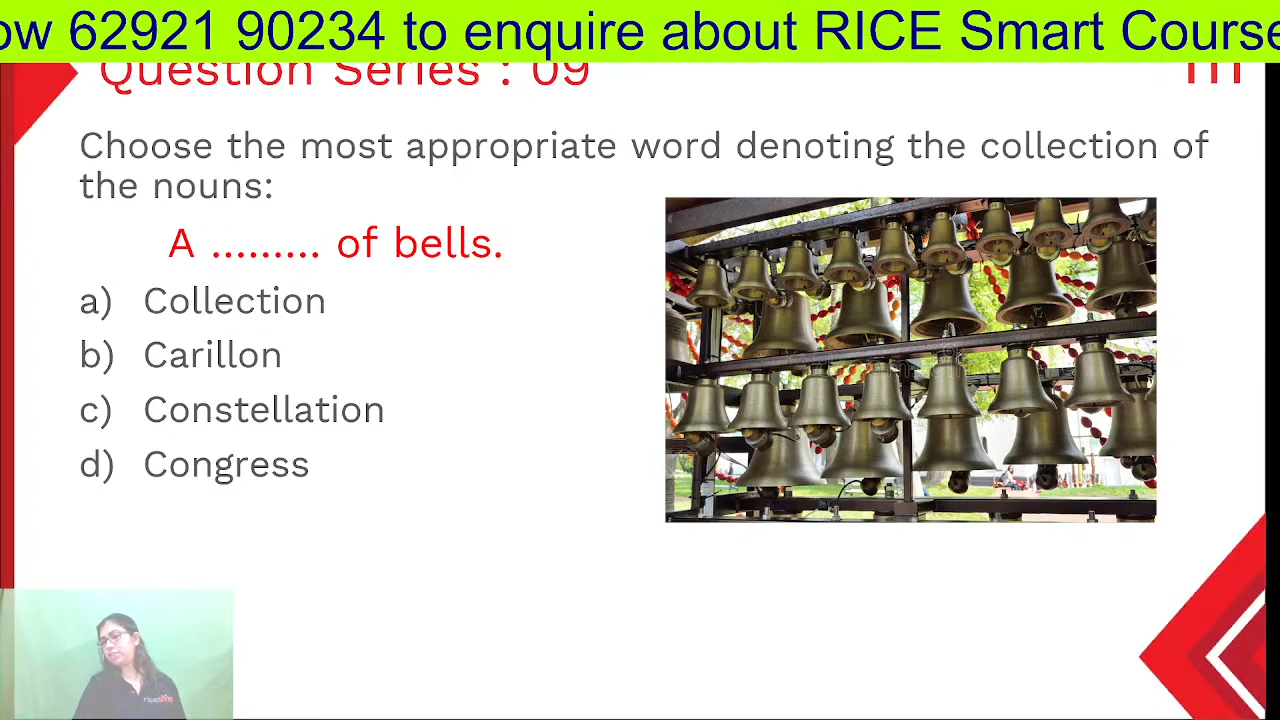 ow 62921 90234 to enquire about RICE Smart Course
Question Series : 09
Choose the most appropriate word denoting the collection of
the nouns:
A ......... of bells.
a) Collection
b) Carillon
c) Constellation
d) Congress